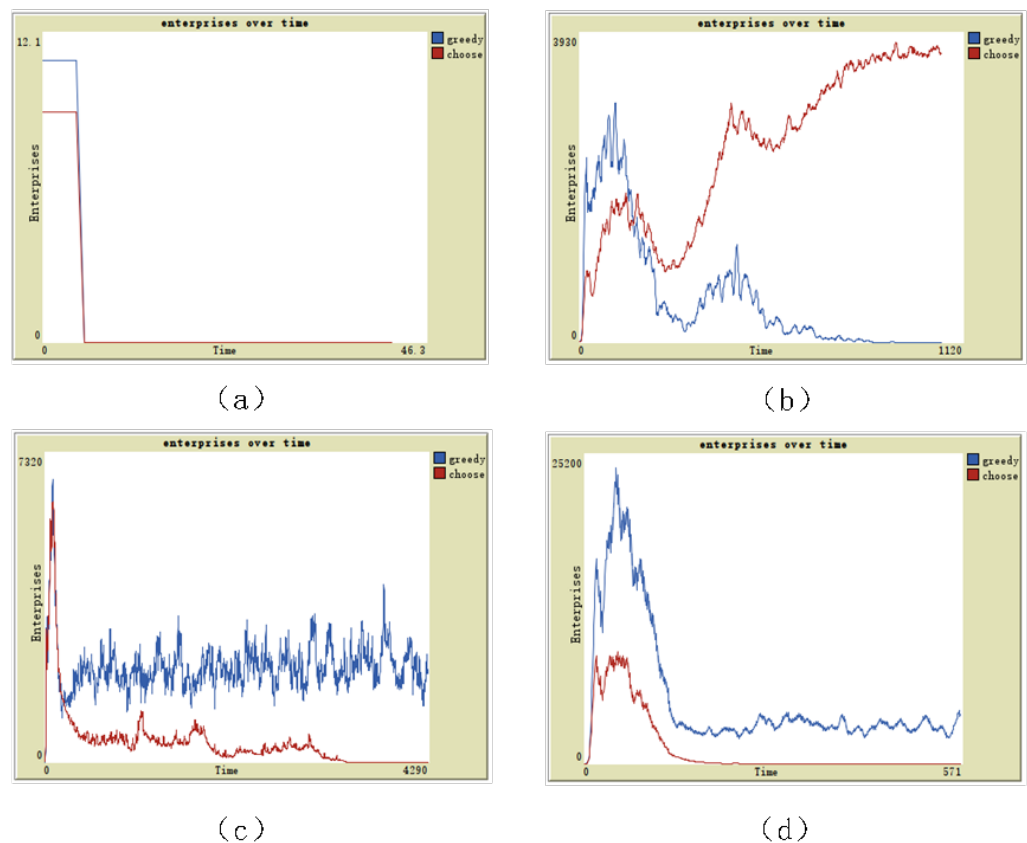 enterprises over time
12.1
greedy
choose
Enterprises
0
0
Time
46.3
(a)
enterprises over time
3930
greedy
choose
Enterprises
0
0
Time
1120
(b)
enterprises over time
7320
greedy
choose
Enterprises
0
0
Time
4290
(c)
enterprises over time
25200
greedy
choose
Enterprises
0
0
Time
571
(d)